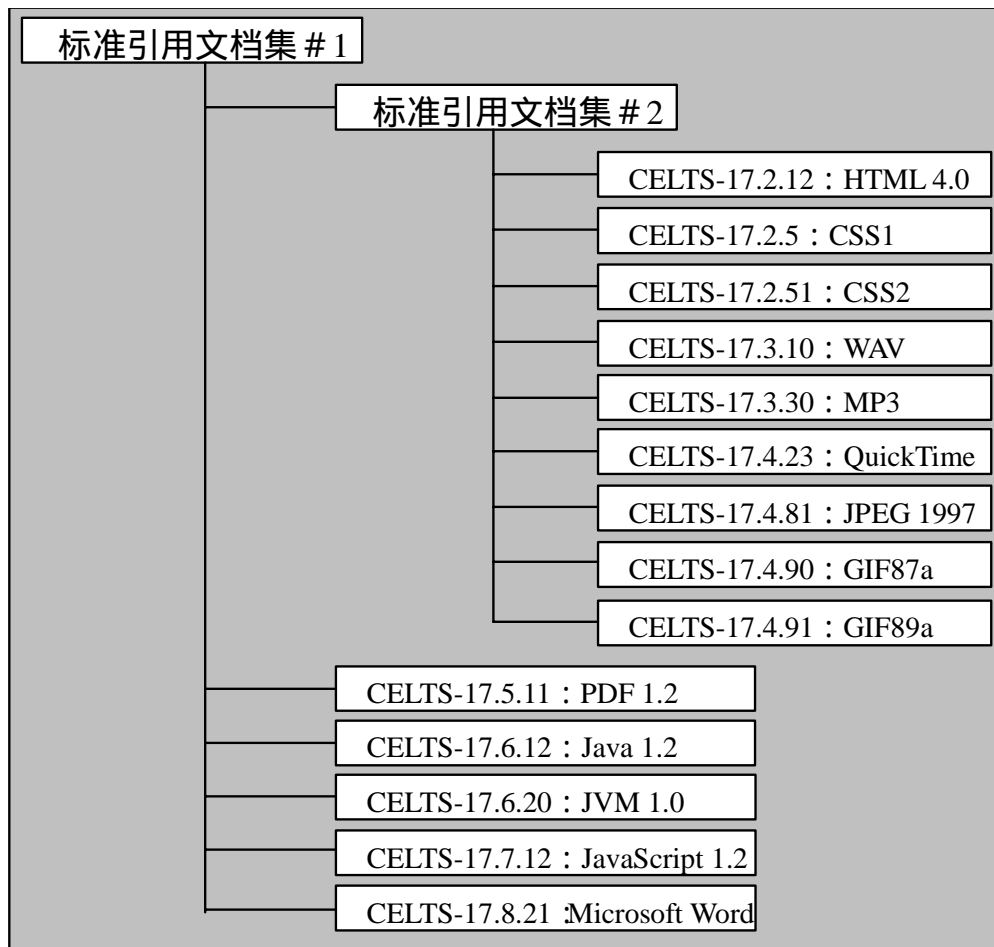 标准引用文档集＃1
标准引用文档集＃2
CELTS-17.2.12：HTML 4.0
CELTS-17.2.5：CSS1
CELTS-17.2.51：CSS2
CELTS-17.3.10：WAV
CELTS-17.3.30：MP3
CELTS-17.4.23：QuickTime
CELTS-17.4.81：JPEG 1997
CELTS-17.4.90：GIF87a
CELTS-17.4.91：GIF89a
CELTS-17.5.11：PDF 1.2
CELTS-17.6.12：Java 1.2
CELTS-17.6.20：JVM 1.0
CELTS-17.7.12：JavaScript 1.2
CELTS-17.8.21：Microsoft Word